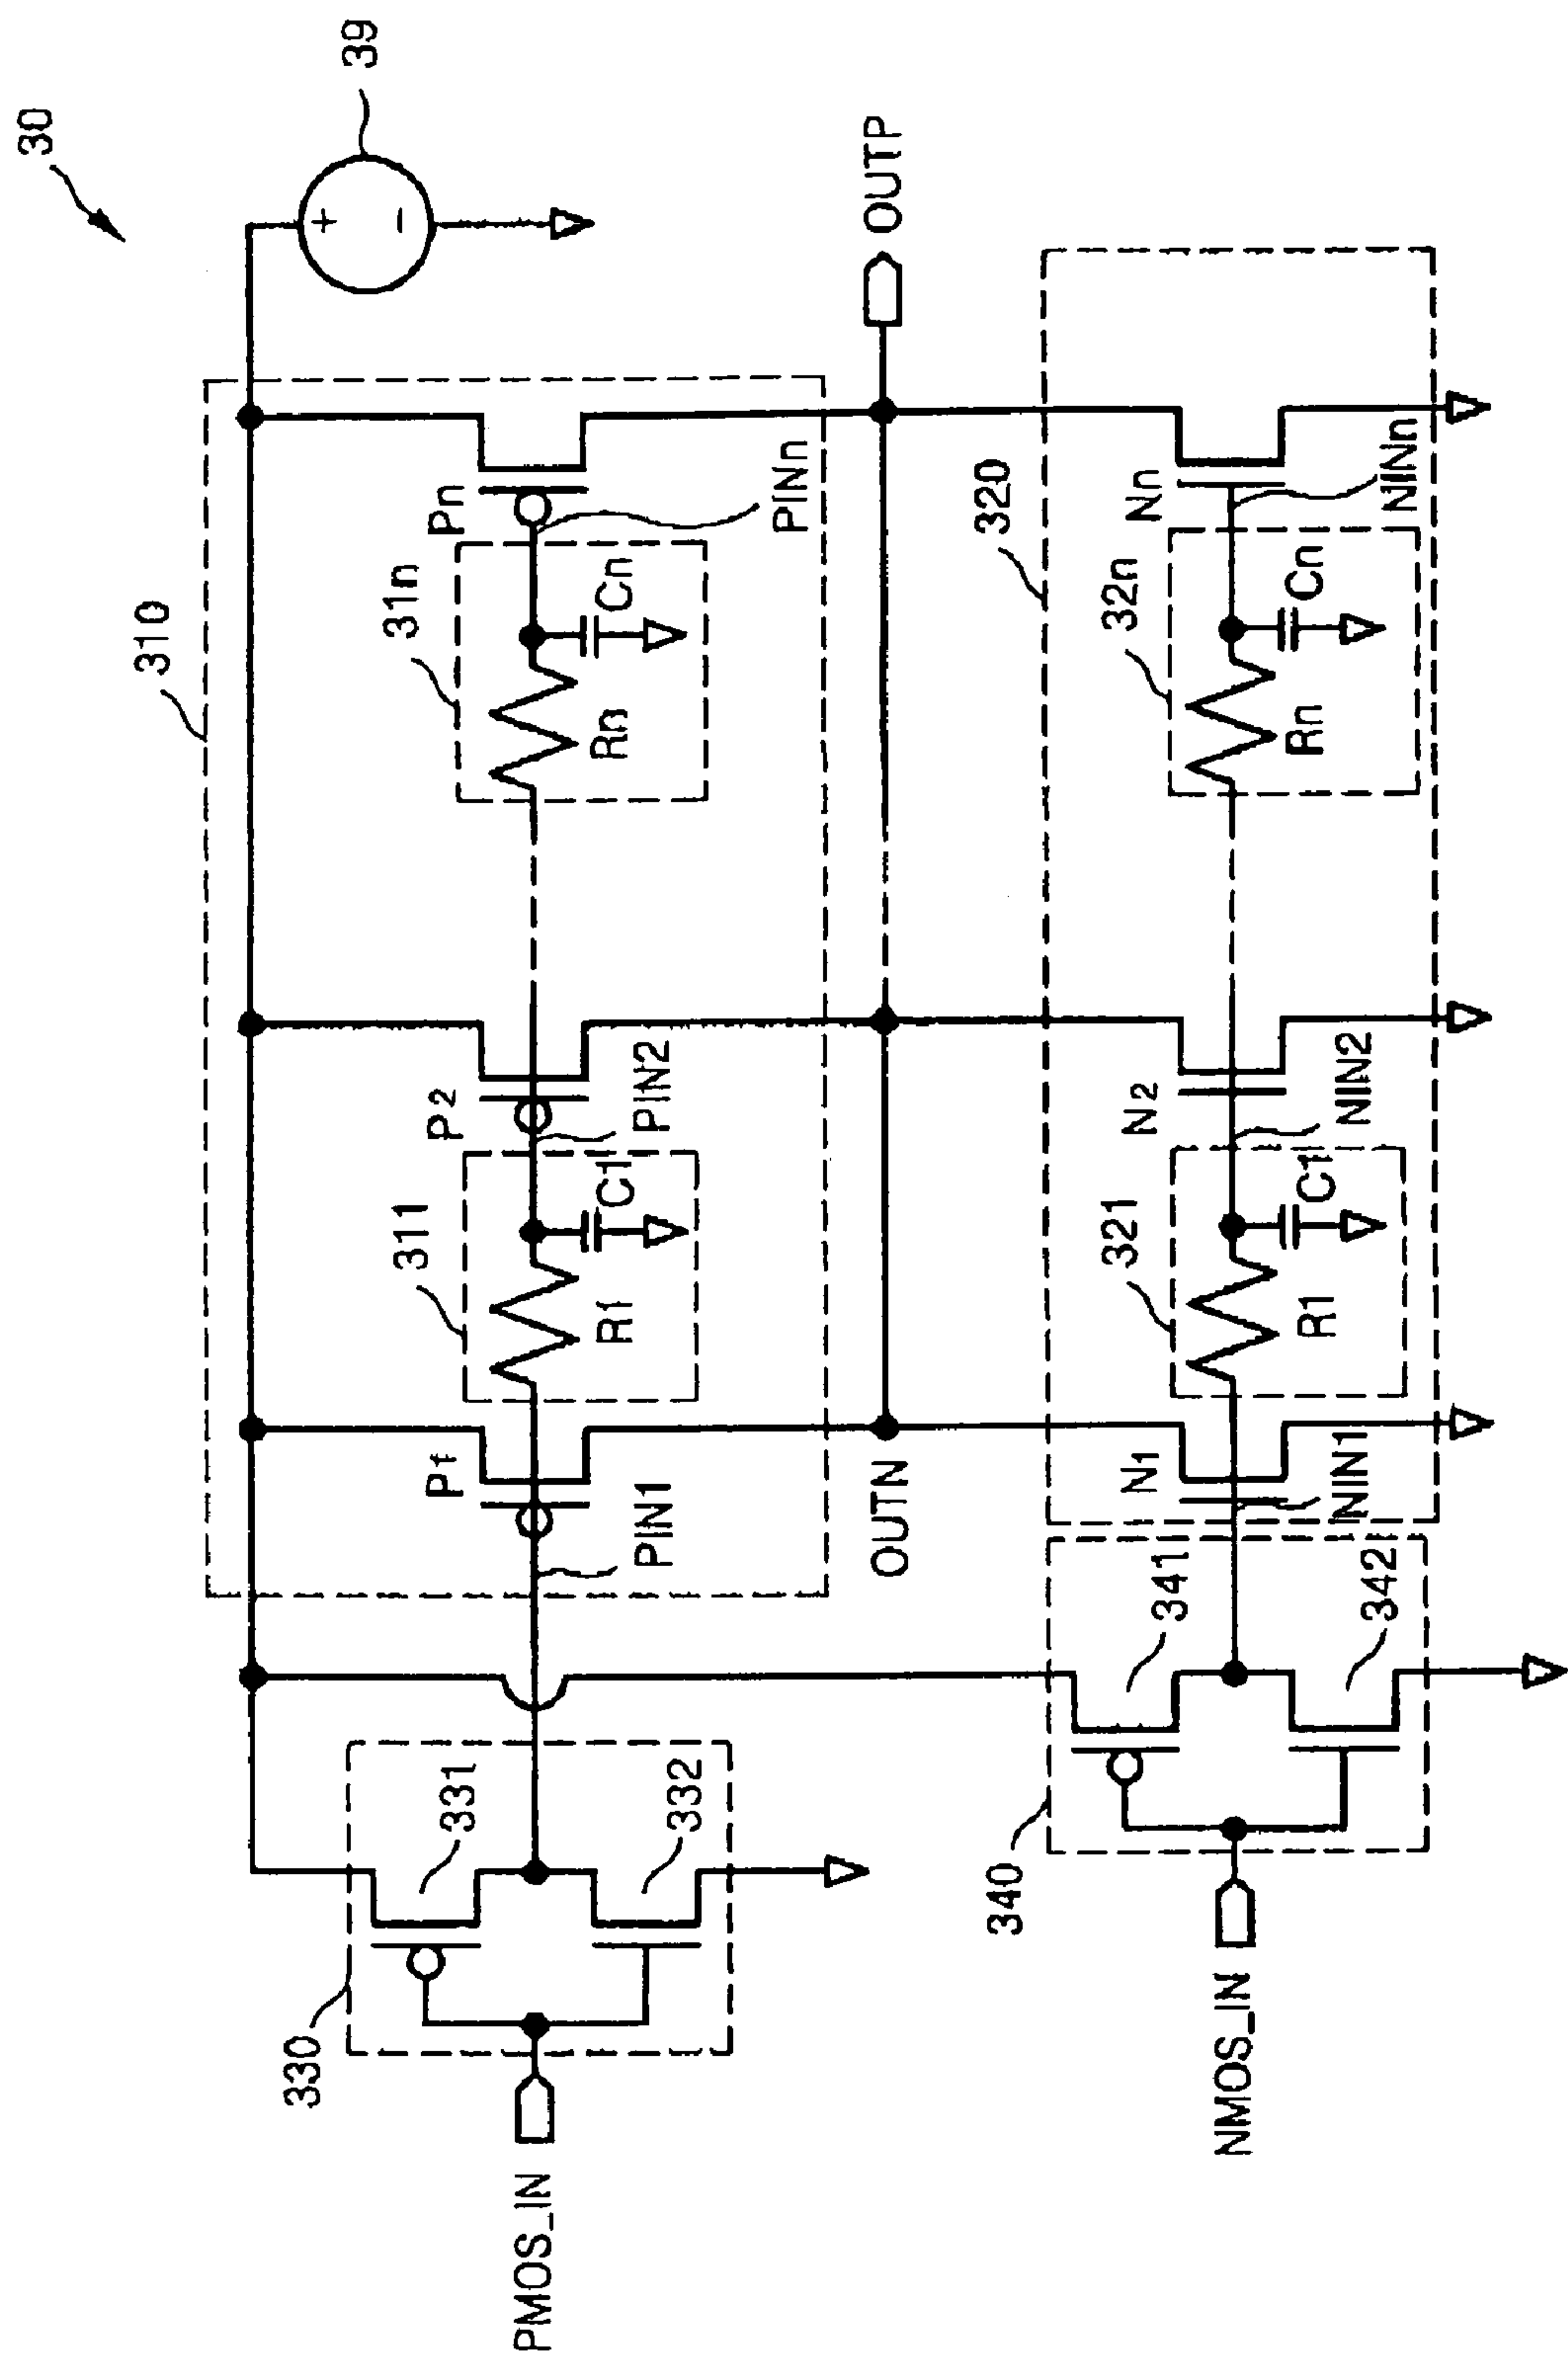 30
39
310
Pn
31n
Rn
Cn
PINn
P2
311
R1
C1
PIN2
P1
PIN1
330
331
332
PMOS_IN
OUTP
OUTN
320
Nn
32n
Rn
Cn
NINn
N2
321
R1
C1
NIN2
N1
NIN1
340
341
342
NMOS_IN